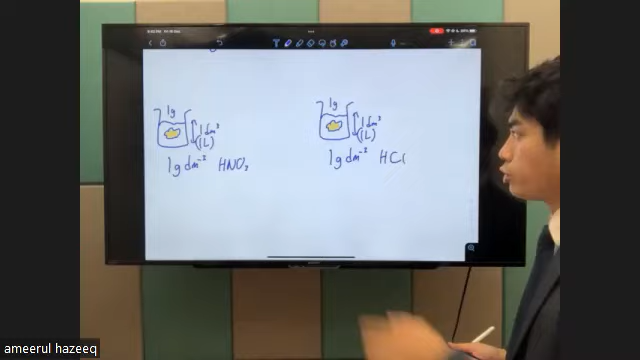 1g
1dm³
(1L)
1g dm⁻³ HNO₃
1g
1dm³
(1L)
1g dm⁻³ HCl
ameerul hazeeq